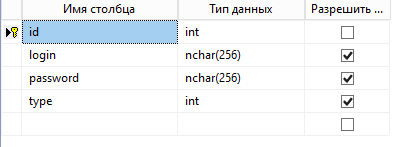 Имя столбца Тип данных Разрешить ...
id int
login nchar(256)
password nchar(256)
type int